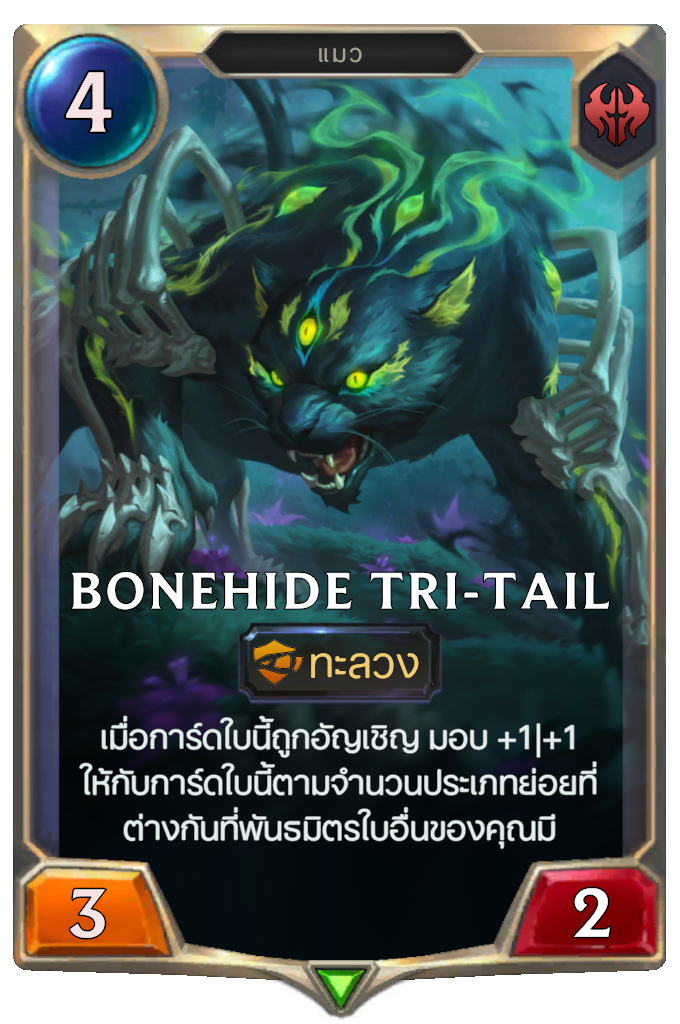 แมว
4
BONEHIDE TRI-TAIL
ทะลวง
เมื่อการ์ดใบนี้ถูกอัญเชิญ มอบ +1|+1
ให้กับการ์ดใบนี้ตามจำนวนประเภทย่อยที่
ต่างกันที่พันธมิตรใบอื่นของคุณมี
3
2